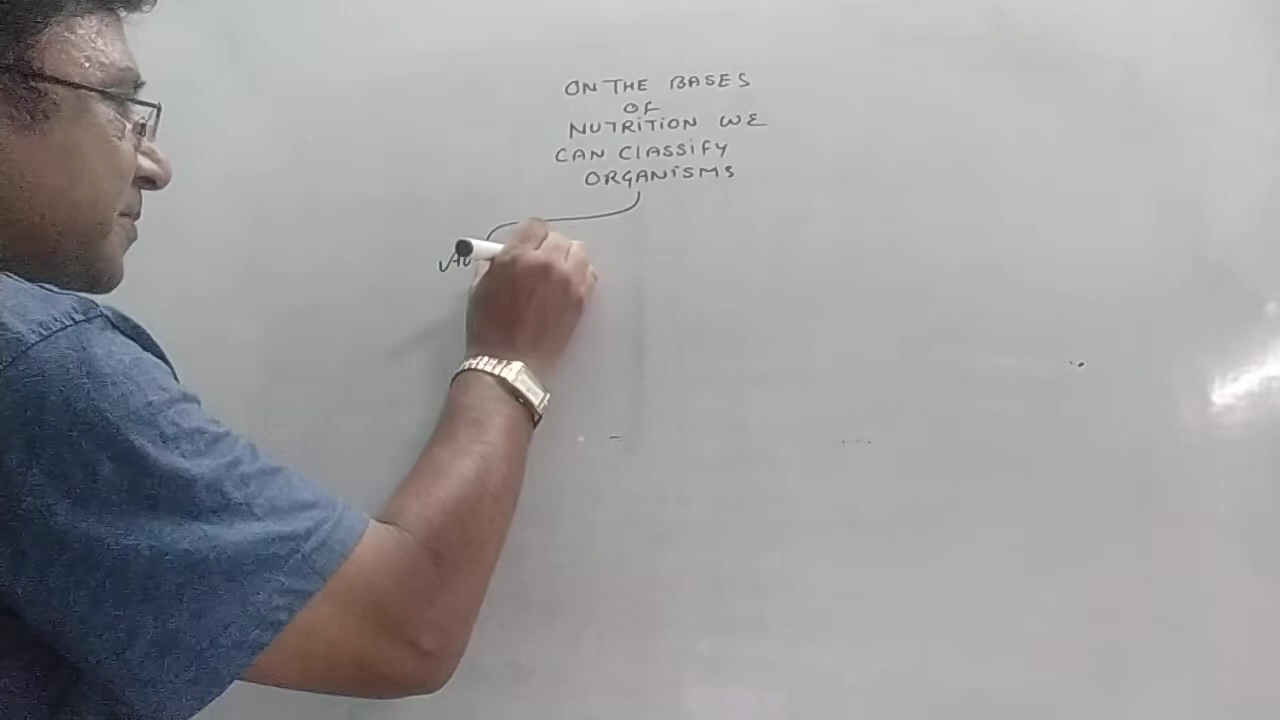 ON THE BASES
OF
NUTRITION WE
CAN CLASSIFY
ORGANISMS